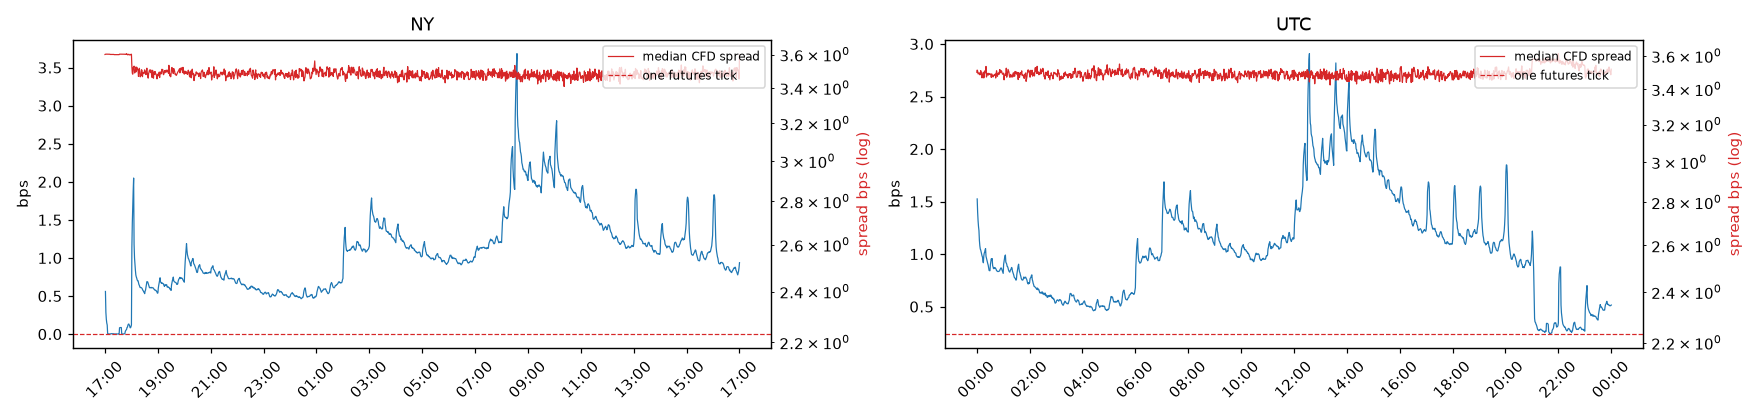 NY
bps
3.5
3.0
2.5
2.0
1.5
1.0
0.5
0.0
median CFD spread
one futures tick
3.6 × 10⁰
3.4 × 10⁰
3.2 × 10⁰
3 × 10⁰
2.8 × 10⁰
2.6 × 10⁰
2.4 × 10⁰
2.2 × 10⁰
spread bps (log)
17:00 19:00 21:00 23:00 01:00 03:00 05:00 07:00 09:00 11:00 13:00 15:00 17:00
UTC
bps
3.0
2.5
2.0
1.5
1.0
0.5
median CFD spread
one futures tick
3.6 × 10⁰
3.4 × 10⁰
3.2 × 10⁰
3 × 10⁰
2.8 × 10⁰
2.6 × 10⁰
2.4 × 10⁰
2.2 × 10⁰
spread bps (log)
00:00 02:00 04:00 06:00 08:00 10:00 12:00 14:00 16:00 18:00 20:00 22:00 00:00